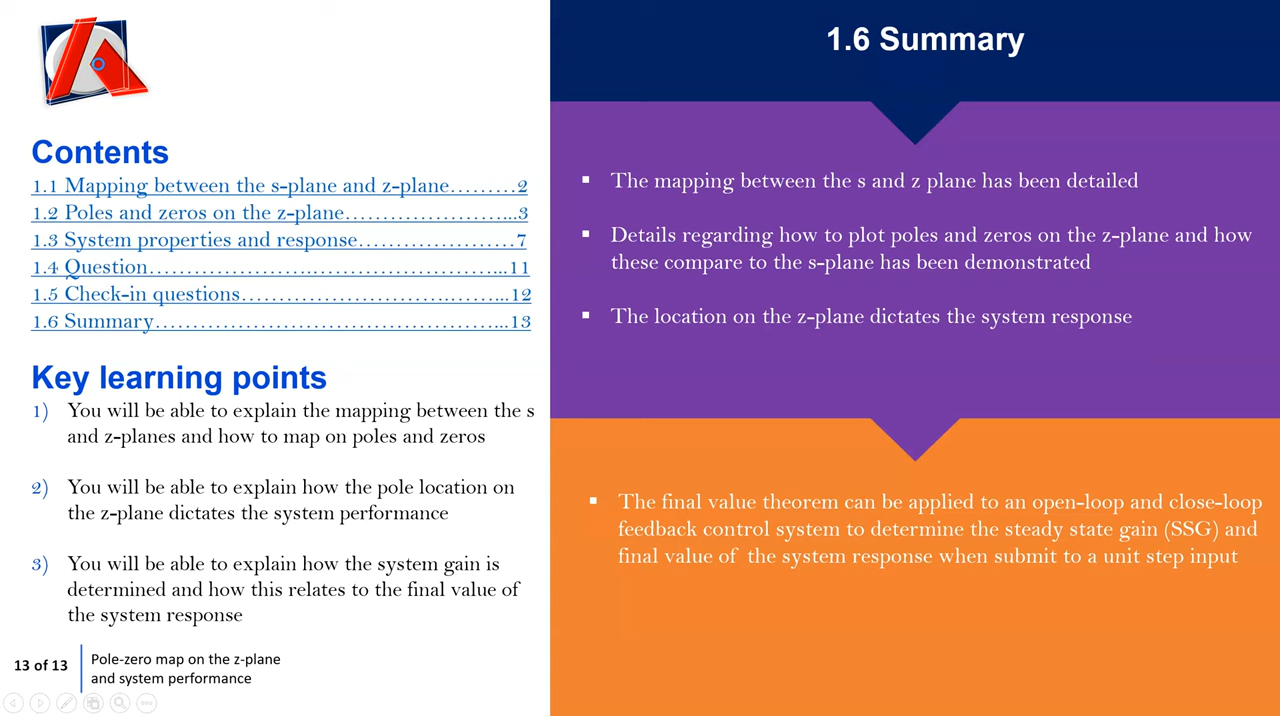 Contents
1.1 Mapping between the s-plane and z-plane………2
1.2 Poles and zeros on the z-plane…………………...3
1.3 System properties and response…………………7
1.4 Question………………….……………………...11
1.5 Check-in questions……………………….……...12
1.6 Summary………………………………………...13
Key learning points
1) You will be able to explain the mapping between the s
and z-planes and how to map on poles and zeros
2) You will be able to explain how the pole location on
the z-plane dictates the system performance
3) You will be able to explain how the system gain is
determined and how this relates to the final value of
the system response
13 of 13
Pole-zero map on the z-plane
and system performance
1.6 Summary
▪ The mapping between the s and z plane has been detailed
▪ Details regarding how to plot poles and zeros on the z-plane and how
these compare to the s-plane has been demonstrated
▪ The location on the z-plane dictates the system response
▪ The final value theorem can be applied to an open-loop and close-loop
feedback control system to determine the steady state gain (SSG) and
final value of the system response when submit to a unit step input